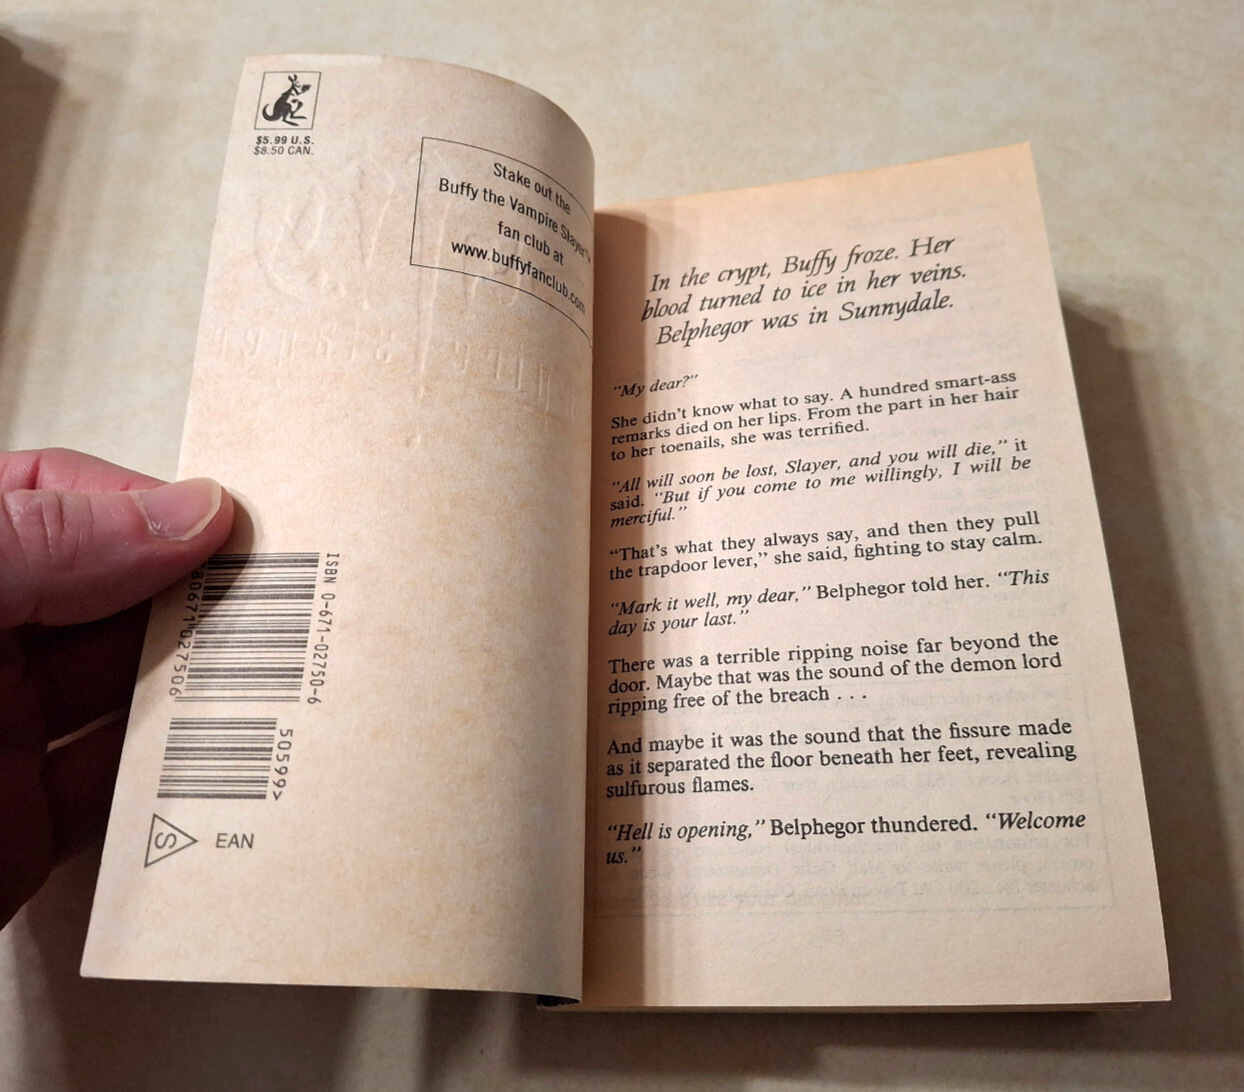 $5.99 U.S.
$8.50 CAN.
Stake out the
Buffy the Vampire Slayer™
fan club at
www.buffyfanclub.com
ISBN 0-671-02750-6
780671027506
50599>
S
EAN
In the crypt, Buffy froze. Her
blood turned to ice in her veins.
Belphegor was in Sunnydale.
"My dear?"
She didn't know what to say. A hundred smart-ass
remarks died on her lips. From the part in her hair
to her toenails, she was terrified.
"All will soon be lost, Slayer, and you will die," it
said. "But if you come to me willingly, I will be
merciful."
"That's what they always say, and then they pull
the trapdoor lever," she said, fighting to stay calm.
"Mark it well, my dear," Belphegor told her. "This
day is your last."
There was a terrible ripping noise far beyond the
door. Maybe that was the sound of the demon lord
ripping free of the breach . . .
And maybe it was the sound that the fissure made
as it separated the floor beneath her feet, revealing
sulfurous flames.
"Hell is opening," Belphegor thundered. "Welcome
us."